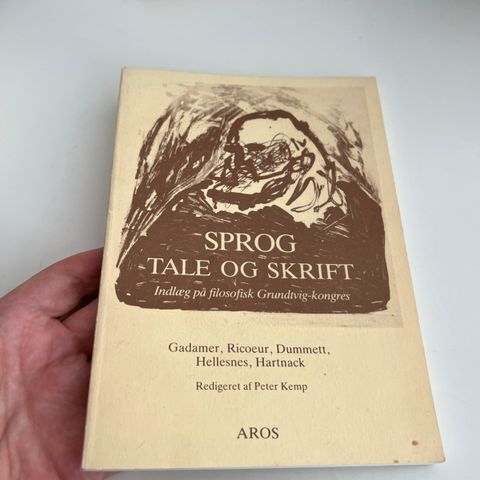 SPROG
TALE OG SKRIFT
Indlæg på filosofisk Grundtvig-kongres
Gadamer, Ricoeur, Dummett,
Hellesnes, Hartnack
Redigeret af Peter Kemp
AROS